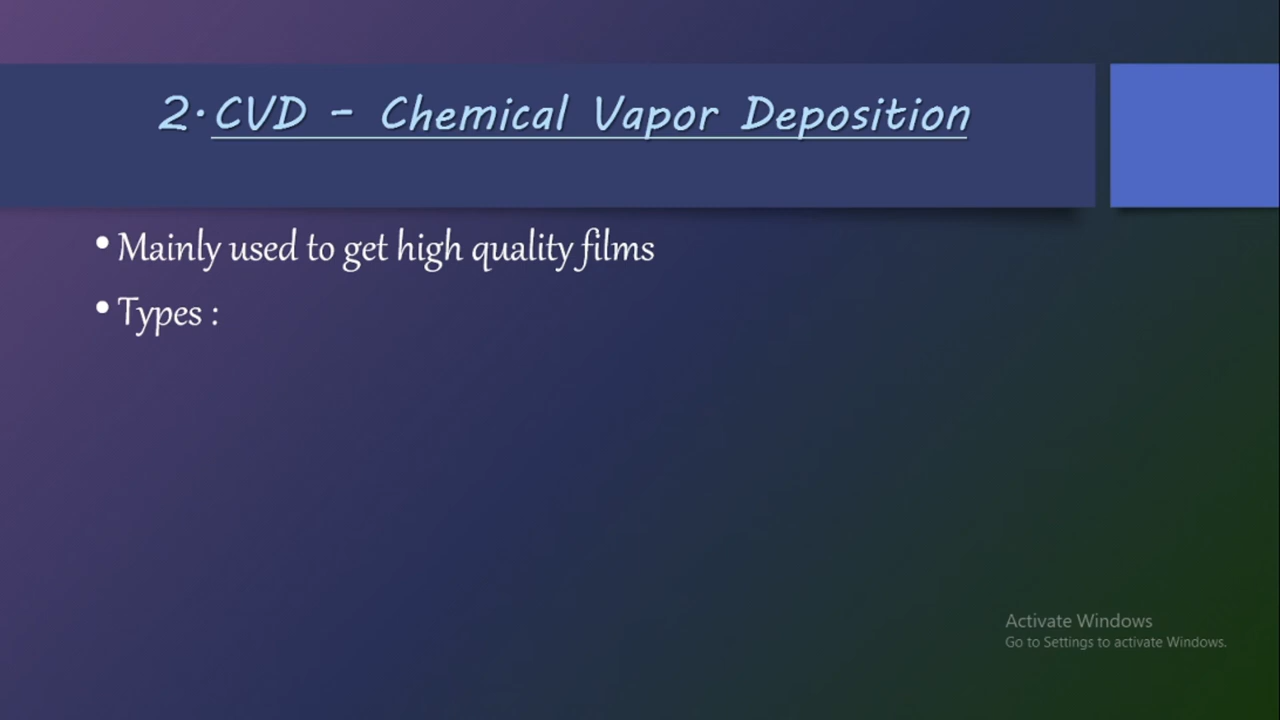 2. CVD - Chemical Vapor Deposition
• Mainly used to get high quality films
• Types :
Activate Windows
Go to Settings to activate Windows.